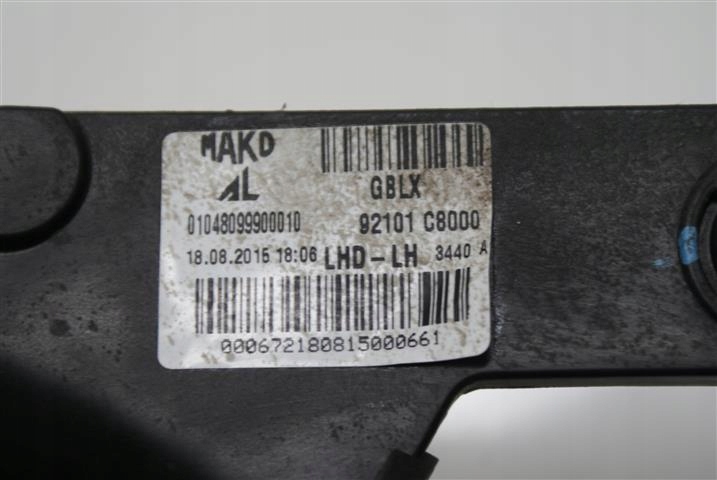 MAKO
AL
GBLX
01048099900010
92101 C8000
18.08.2015 18:06 LHD-LH 3440 A
000672180815000661